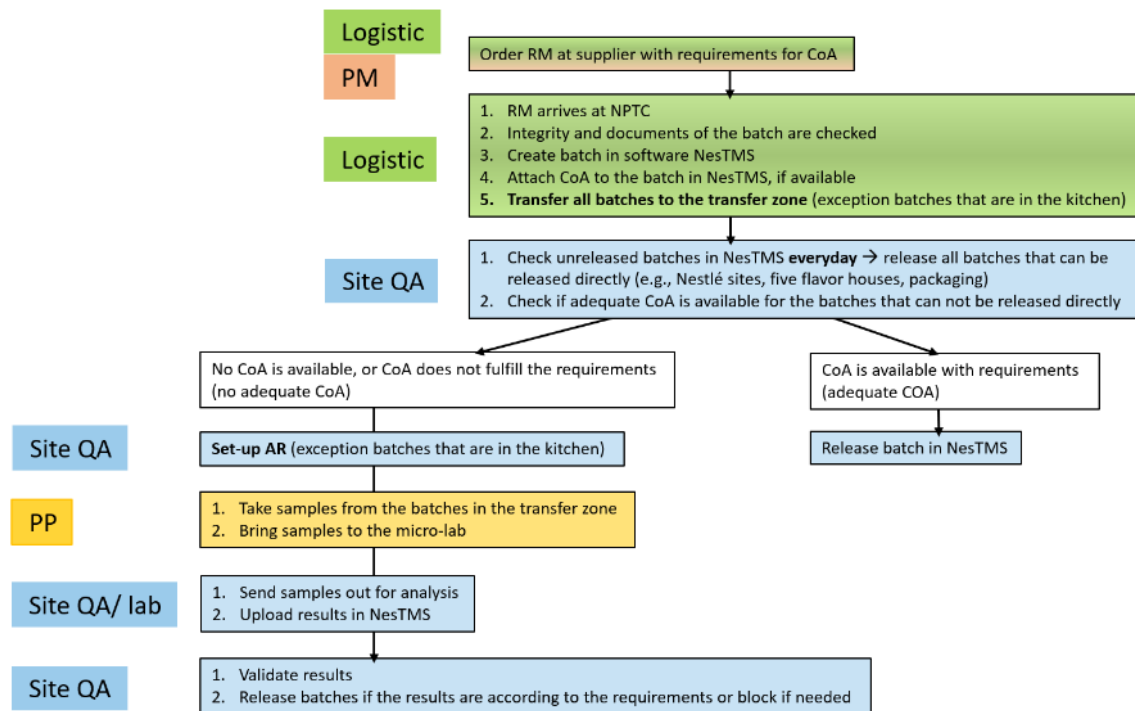 Logistic
PM
Order RM at supplier with requirements for CoA
Logistic
1. RM arrives at NPTC
2. Integrity and documents of the batch are checked
3. Create batch in software NesTMS
4. Attach CoA to the batch in NesTMS, if available
5. Transfer all batches to the transfer zone (exception batches that are in the kitchen)
Site QA
1. Check unreleased batches in NesTMS everyday → release all batches that can be
released directly (e.g., Nestlé sites, five flavor houses, packaging)
2. Check if adequate CoA is available for the batches that can not be released directly
No CoA is available, or CoA does not fulfill the requirements
(no adequate CoA)
CoA is available with requirements
(adequate COA)
Site QA
Set-up AR (exception batches that are in the kitchen)
Release batch in NesTMS
PP
1. Take samples from the batches in the transfer zone
2. Bring samples to the micro-lab
Site QA/ lab
1. Send samples out for analysis
2. Upload results in NesTMS
Site QA
1. Validate results
2. Release batches if the results are according to the requirements or block if needed